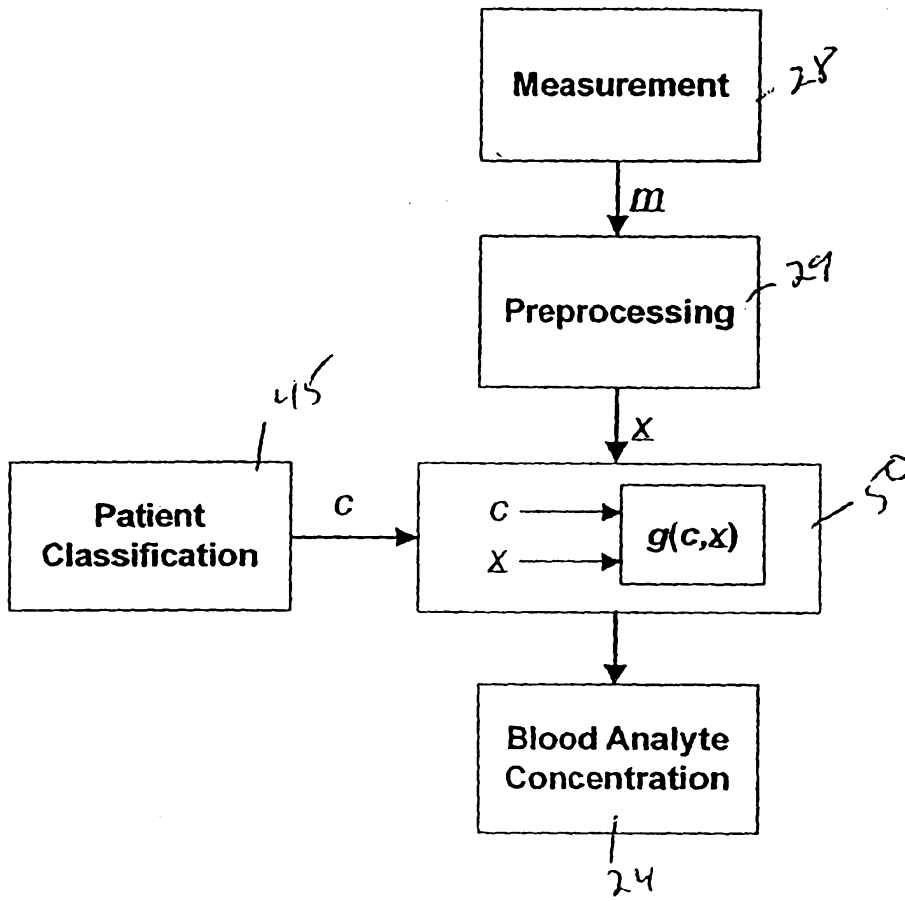 Measurement
28
m
Preprocessing
29
x
45
Patient
Classification
c
c
x
g(c,x)
50
Blood Analyte
Concentration
24